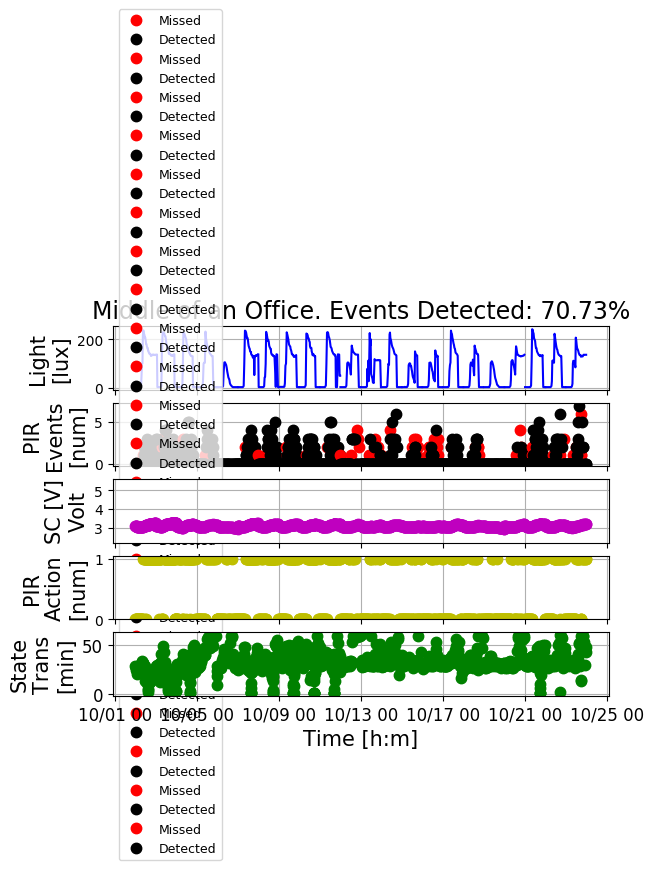 Missed
Detected
Missed
Detected
Missed
Detected
Missed
Detected
Missed
Detected
Missed
Detected
Missed
Detected
Missed
Detected
Missed
Detected
Missed
Detected
Missed
Detected
Missed
Detected
Middle of an Office. Events Detected: 70.73%
Light
[lux]
200
0
PIR
Events
[num]
5
0
SC [V]
Volt
5
4
3
PIR
Action
[num]
1
0
State
Trans
[min]
50
0
Detected
10/01 00 10/05 00 10/09 00 10/13 00 10/17 00 10/21 00 10/25 00
Time [h:m]
Missed
Detected
Missed
Detected
Missed
Detected
Missed
Detected